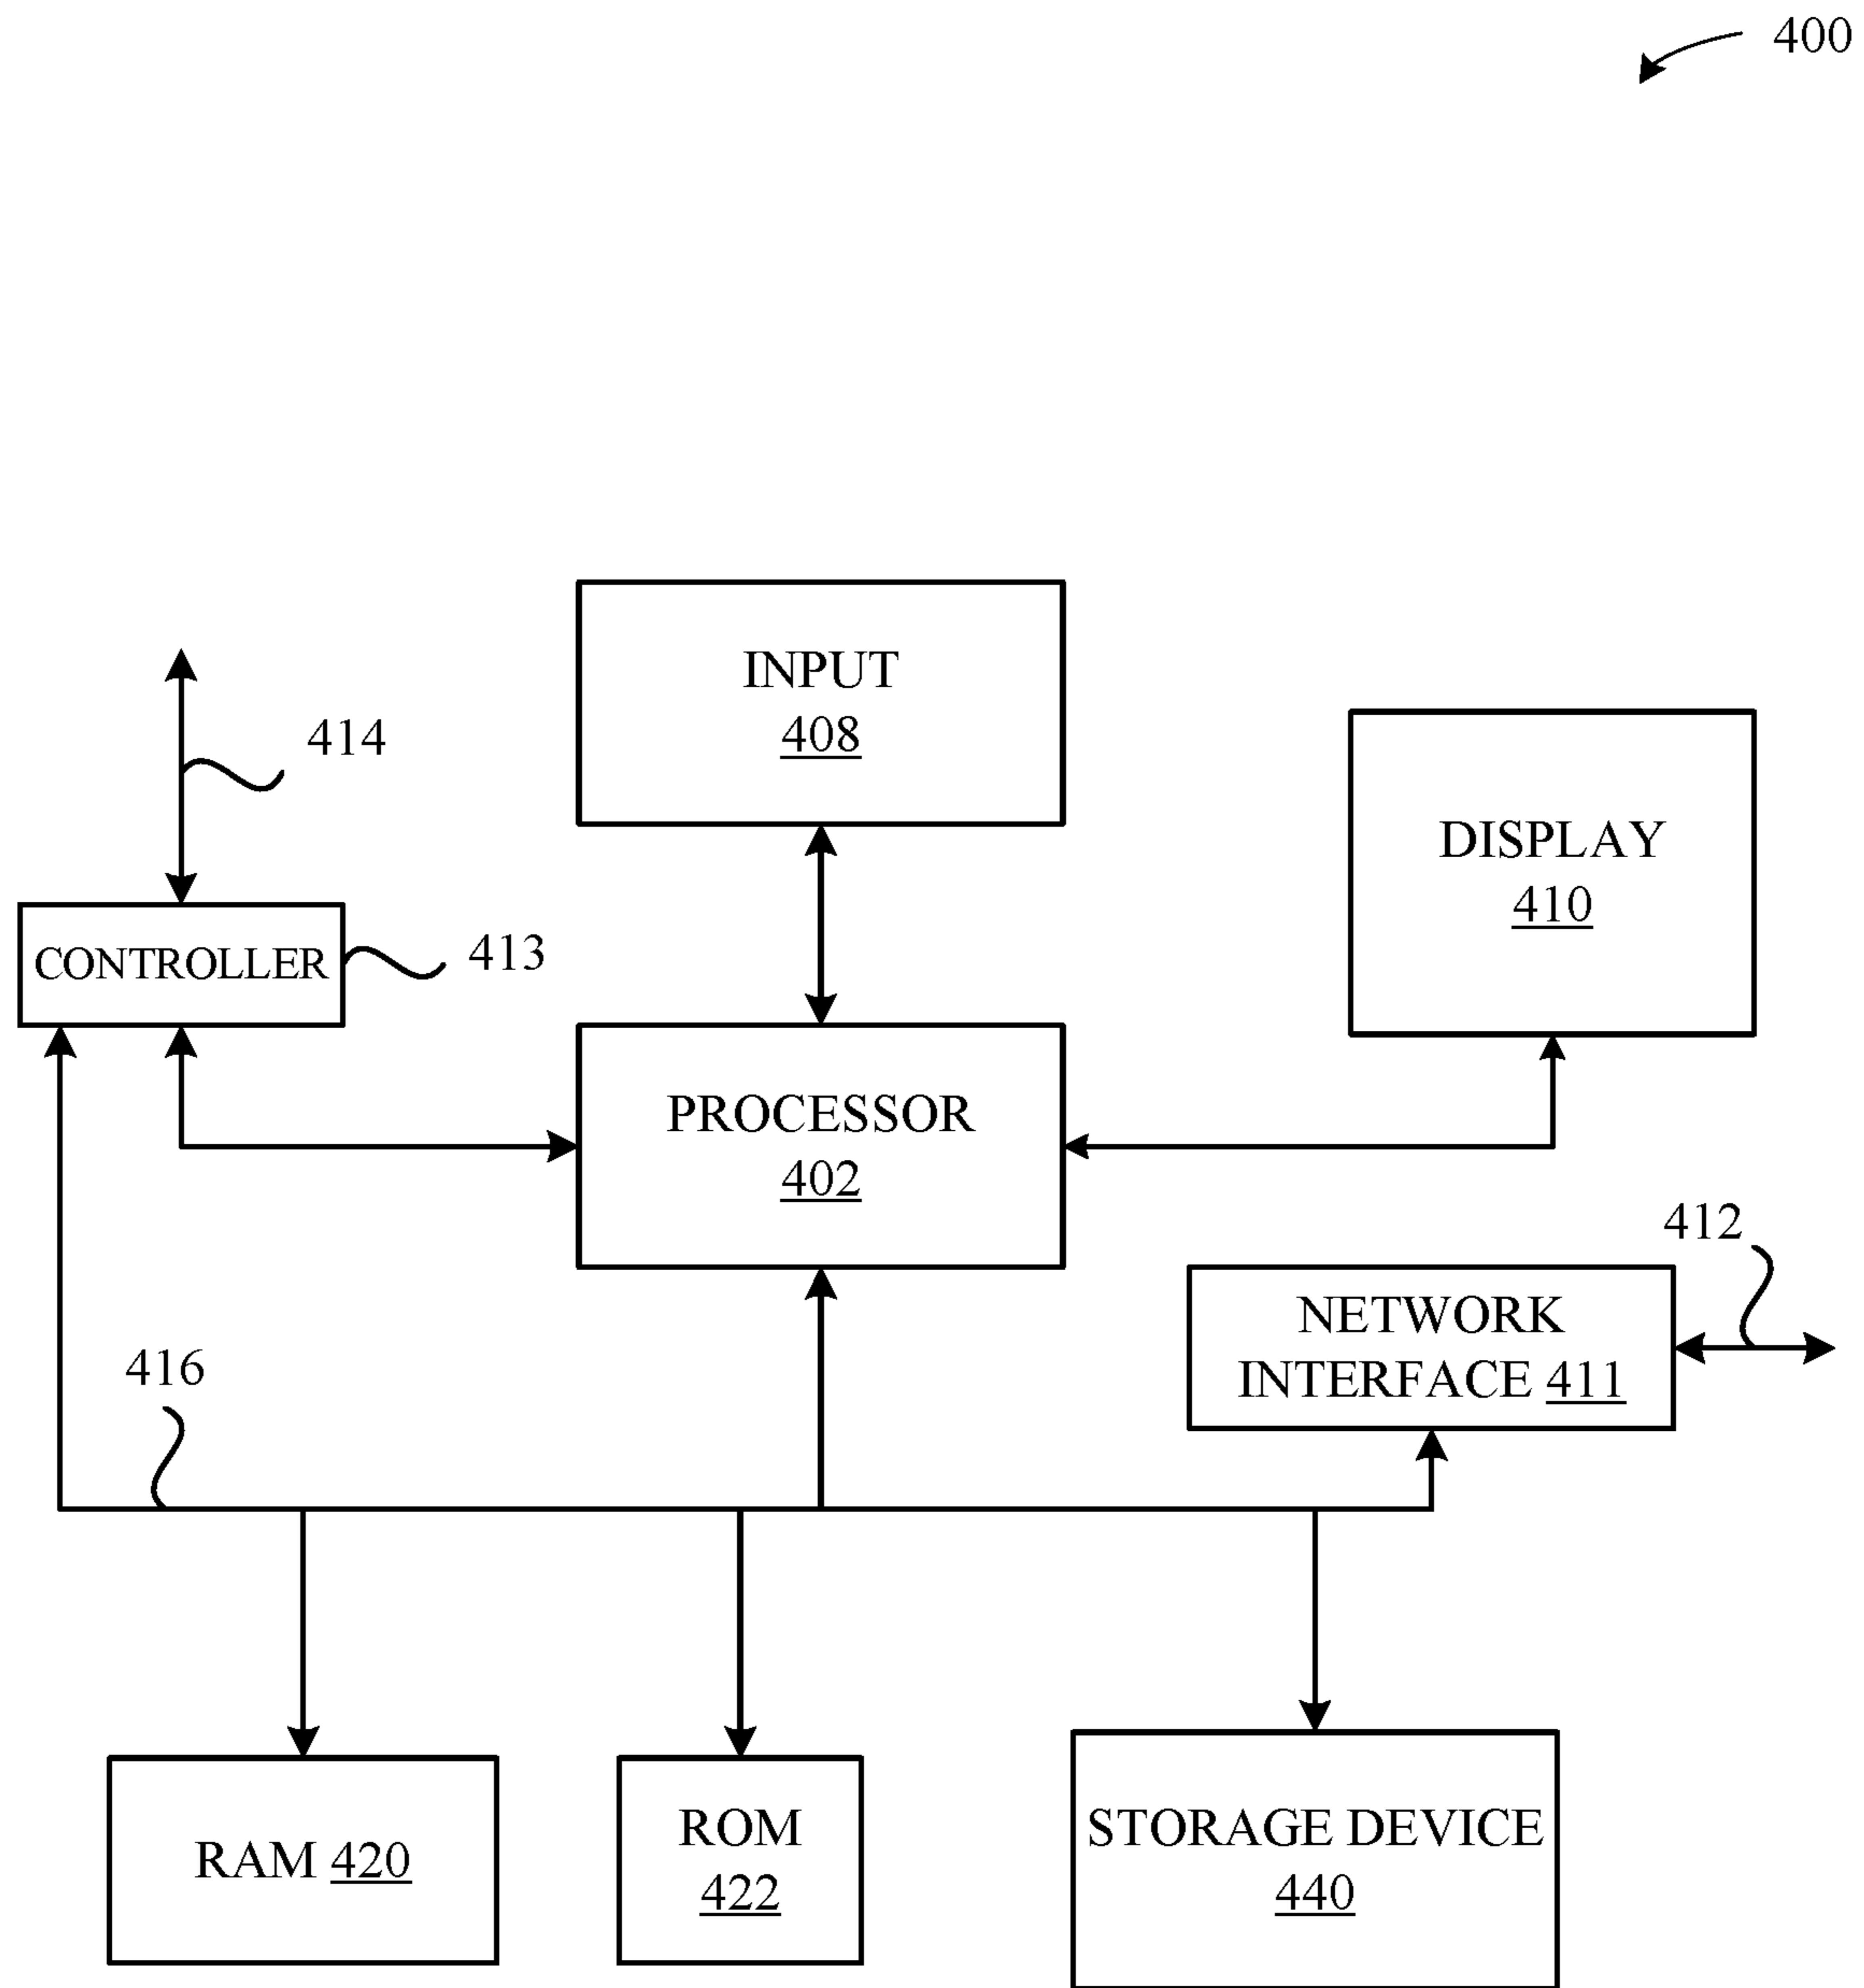 400
INPUT
408
414
DISPLAY
410
CONTROLLER
413
PROCESSOR
402
412
NETWORK
INTERFACE 411
416
RAM 420
ROM
422
STORAGE DEVICE
440